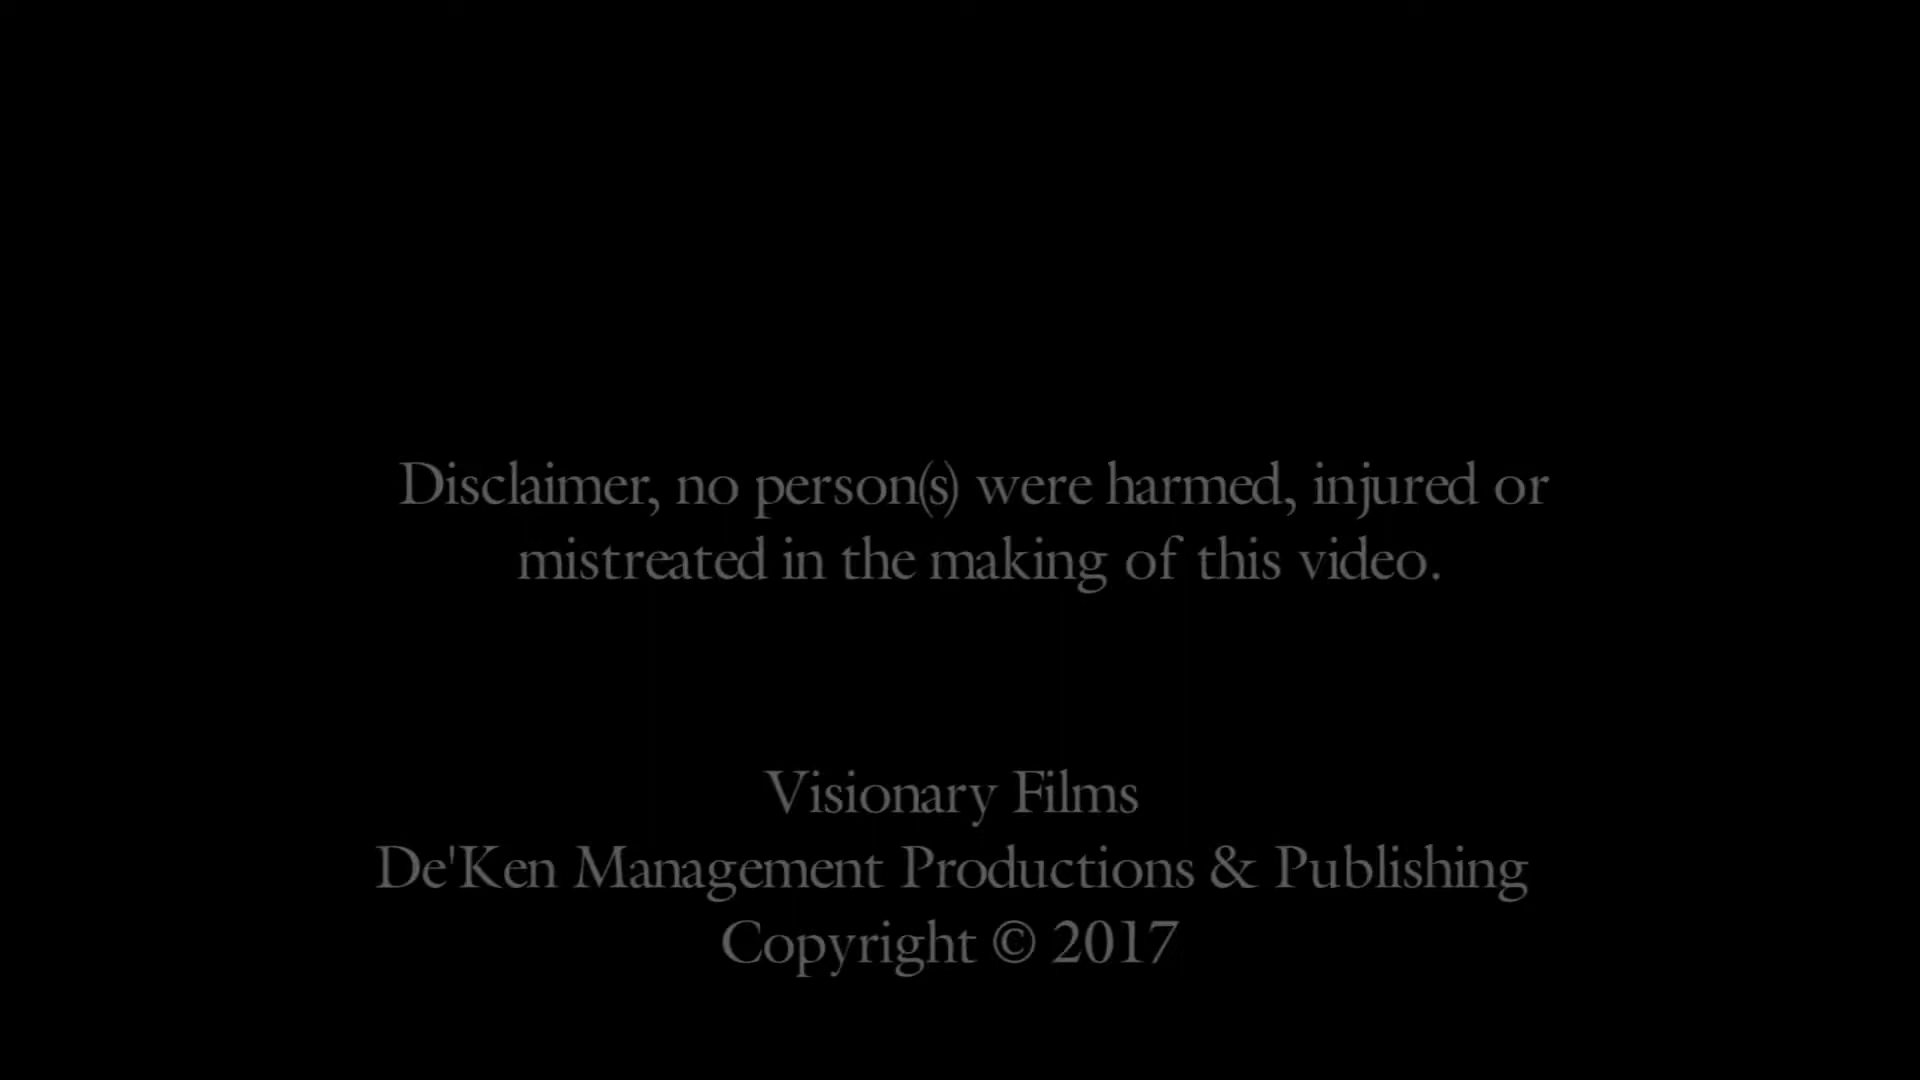 Disclaimer, no person(s) were harmed, injured or
mistreated in the making of this video.
Visionary Films
De'Ken Management Productions & Publishing
Copyright © 2017